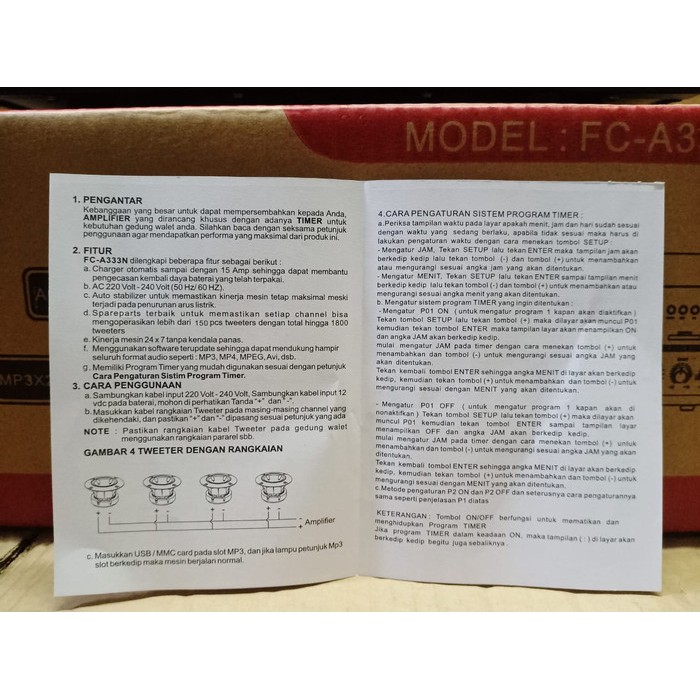 MODEL : FC-A33
1. PENGANTAR
Kebanggaan yang besar untuk dapat mempersembahkan kepada Anda,
AMPLIFIER yang dirancang khusus dengan adanya TIMER untuk
kebutuhan gedung walet anda. Silahkan baca dengan seksama petunjuk
penggunaan agar mendapatkan performa yang maksimal dari produk ini.
2. FITUR
FC-A333N dilengkapi beberapa fitur sebagai berikut :
a. Charger otomatis sampai dengan 15 Amp sehingga dapat membantu
pengecasan kembali daya baterai yang telah terpakai.
b. AC 220 Volt - 240 Volt (50 Hz/ 60 HZ).
c. Auto stabilizer untuk memastikan kinerja mesin tetap maksimal meski
terjadi pada penurunan arus listrik.
d. Spareparts terbaik untuk memastikan setiap channel bisa
mengoperasikan lebih dari 150 pcs tweeters dengan total hingga 1800
tweeters
e. Kinerja mesin 24 x 7 tanpa kendala panas.
f. Menggunakan software terupdate sehingga dapat mendukung hampir
seluruh format audio seperti : MP3, MP4, MPEG, Avi, dsb.
g. Memiliki Program Timer yang mudah digunakan sesuai dengan petunjuk
Cara Pengaturan Sistim Program Timer.
3. CARA PENGGUNAAN
a. Sambungkan kabel input 220 Volt - 240 Volt, Sambungkan kabel input 12
vdc pada baterai, mohon di perhatikan Tanda "+" dan "-".
b. Masukkan kabel rangkaian Tweeter pada masing-masing channel yang
dikehendaki, dan pastikan "+" dan "-" dipasang sesuai petunjuk yang ada
NOTE : Pastikan rangkaian kabel Tweeter pada gedung walet
menggunakan rangkaian pararel sbb.
GAMBAR 4 TWEETER DENGAN RANGKAIAN
Amplifier
c. Masukkan USB / MMC card pada slot MP3, dan jika lampu petunjuk Mp3
slot berkedip maka mesin berjalan normal.
4.CARA PENGATURAN SISTEM PROGRAM TIMER :
a.Periksa tampilan waktu pada layar apakah menit, jam dan hari sudah sesuai
dengan waktu yang sedang berlaku, apabila tidak sesuai maka harus di
lakukan pengaturan waktu dengan cara menekan tombol SETUP :
- Mengatur JAM, Tekan SETUP lalu tekan ENTER maka tampilan jam akan
berkedip kedip lalu tekan tombol (-) dan tombol (+) untuk menambahkan
atau mengurangi sesuai angka jam yang akan ditentukan.
- Mengatur MENIT, Tekan SETUP lalu tekan ENTER sampai tampilan menit
berkedip kedip lalu tekan tombol (-) dan tombol (+) untuk menambahkan atau
mengurangi sesuai angka menit yang akan ditentukan.
b. Mengatur sistem program TIMER yang ingin ditentukan :
- Mengatur P01 ON (untuk mengatur program 1 kapan akan diaktifkan )
Tekan tombol SETUP lalu tekan tombol (+) maka dilayar akan muncul P01
kemudian tekan tombol ENTER maka tampilan layar akan menampilkan ON
dan angka JAM akan berkedip kedip.
mulai mengatur JAM pada timer dengan cara menekan tombol (+) untuk
menambahkan dan tombol (-) untuk mengurangi sesuai angka JAM yang
akan ditentukan.
Tekan kembali tombol ENTER sehingga angka MENIT di layar akan berkedip
kedip, kemudian tekan tombol (+) untuk menambahkan dan tombol (-) untuk
mengurangi sesuai dengan MENIT yang akan ditentukan.
- Mengatur P01 OFF ( untuk mengatur program 1 kapan akan di
nonaktifkan ) Tekan tombol SETUP lalu tekan tombol (+) maka dilayar akan
muncul P01 kemudian tekan tombol ENTER sampai tampilan layar
menampilkan OFF dan angka JAM akan berkedip kedip.
mulai mengatur JAM pada timer dengan cara menekan tombol (+) untuk
menambahkan dan tombol (-) untuk mengurangi sesuai angka JAM yang akan
ditentukan.
Tekan kembali tombol ENTER sehingga angka MENIT di layar akan berkedip
kedip, kemudian tekan tombol (+) untuk menambahkan dan tombol (-) untuk
mengurangi sesuai dengan MENIT yang akan ditentukan.
c.Metode pengaturan P2 ON dan P2 OFF dan seterusnya cara pengaturannya
sama seperti penjelasan P1 diatas
KETERANGAN: Tombol ON/OFF berfungsi untuk mematikan dan
menghidupkan Program TIMER
Jika program TIMER dalam keadaan ON, maka tampilan ( : ) di layar akan
berkedip kedip begitu juga sebaliknya .